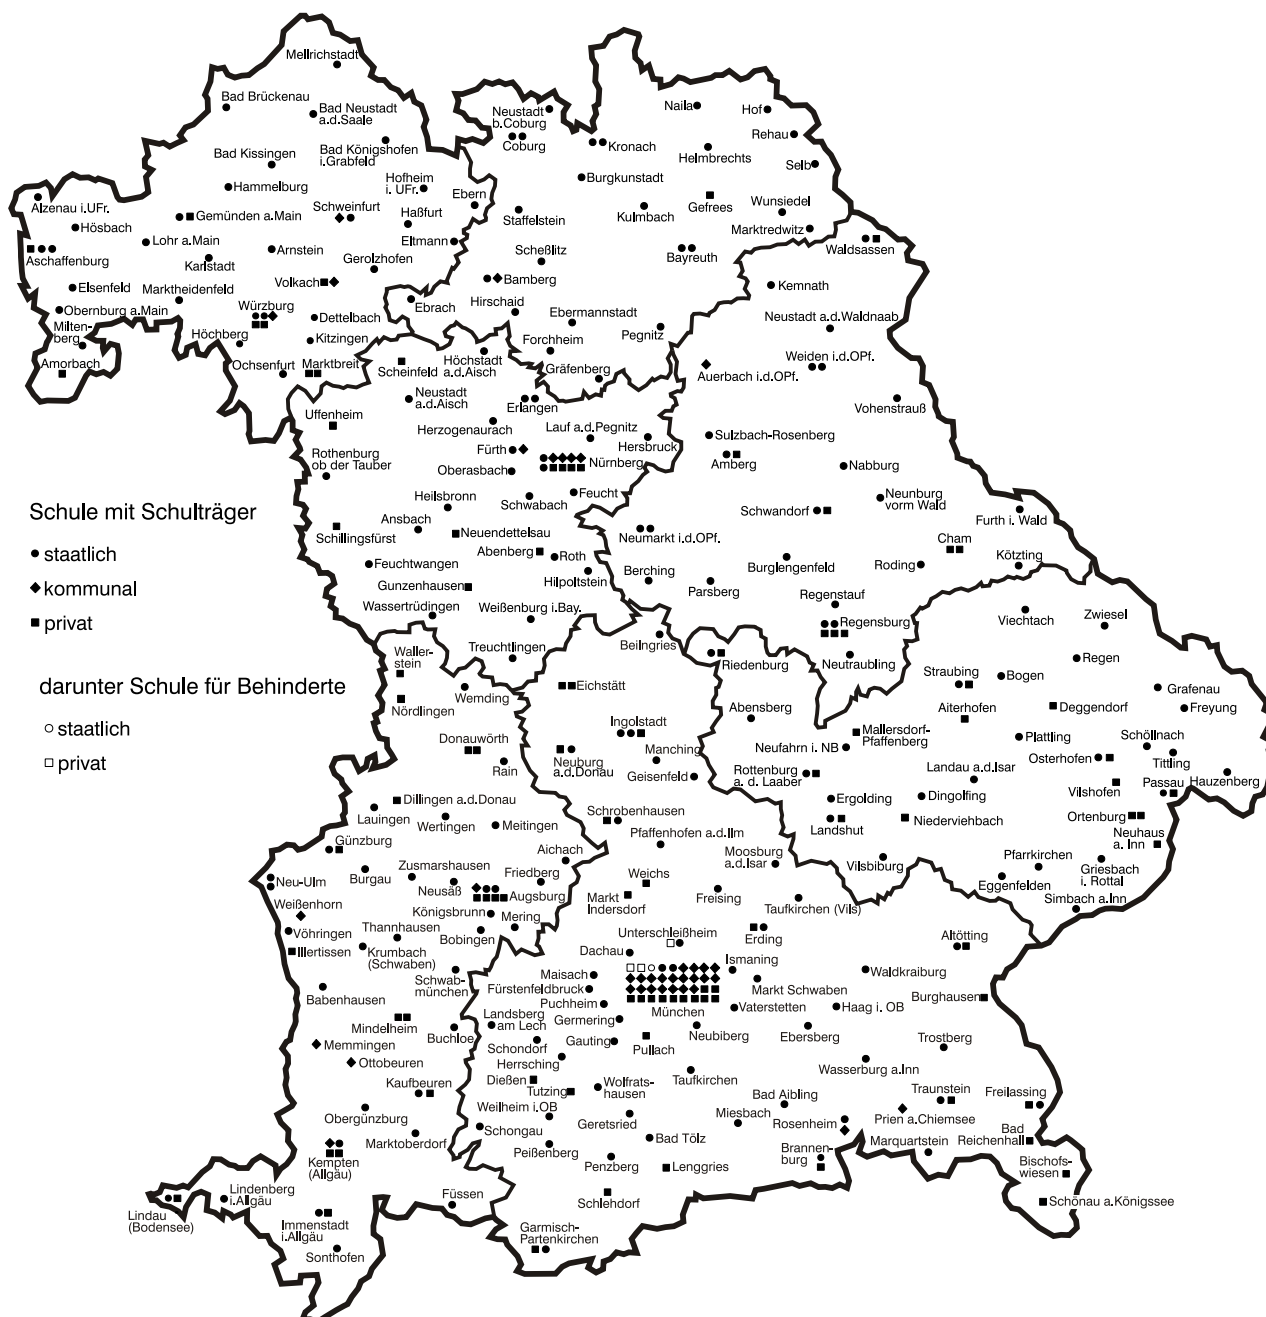 Mellrichstadt
Bad Brückenau
Bad Neustadt
a.d.Saale
Bad Kissingen
Bad Königshofen
i.Grabfeld
Hammelburg
Hofheim
i. UFr.
Ebern
Alzenau i.UFr.
Hösbach
Gemünden a.Main
Schweinfurt
Haßfurt
Eltmann
Lohr a.Main
Arnstein
Aschaffenburg
Karlstadt
Gerolzhofen
Elsenfeld
Marktheidenfeld
Volkach
Obernburg a.Main
Würzburg
Dettelbach
Milten-
berg
Höchberg
Kitzingen
Amorbach
Ochsenfurt
Marktbreit
Neustadt
b.Coburg
Coburg
Kronach
Naila
Hof
Rehau
Helmbrechts
Selb
Burgkunstadt
Gefrees
Wunsiedel
Staffelstein
Kulmbach
Marktredwitz
Scheßlitz
Bayreuth
Bamberg
Ebrach
Hirschaid
Ebermannstadt
Pegnitz
Forchheim
Gräfenberg
Waldsassen
Kemnath
Neustadt a.d.Waldnaab
Weiden i.d.OPf.
Auerbach i.d.OPf.
Vohenstrauß
Sulzbach-Rosenberg
Amberg
Nabburg
Neunburg
vorm Wald
Schwandorf
Furth i. Wald
Cham
Neumarkt i.d.OPf.
Kötzting
Burglengenfeld
Roding
Berching
Parsberg
Regenstauf
Regensburg
Neutraubling
Scheinfeld
Höchstadt
a.d.Aisch
Neustadt
a.d.Aisch
Erlangen
Uffenheim
Herzogenaurach
Lauf a.d.Pegnitz
Hersbruck
Rothenburg
ob der Tauber
Fürth
Nürnberg
Oberasbach
Heilsbronn
Schwabach
Feucht
Ansbach
Schillingsfürst
Neuendettelsau
Abenberg
Roth
Feuchtwangen
Gunzenhausen
Hilpoltstein
Wassertrüdingen
Weißenburg i.Bay.
Treuchtlingen
Schule mit Schulträger
staatlich
kommunal
privat
darunter Schule für Behinderte
staatlich
privat
Viechtach
Zwiesel
Riedenburg
Regen
Straubing
Bogen
Grafenau
Abensberg
Aiterhofen
Deggendorf
Freyung
Mallersdorf-
Pfaffenberg
Plattling
Schöllnach
Neufahrn i. NB
Osterhofen
Tittling
Rottenburg
a. d. Laaber
Landau a.d.Isar
Hauzenberg
Vilshofen
Passau
Ergolding
Dingolfing
Landshut
Niederviehbach
Ortenburg
Neuhaus
a. Inn
Vilsbiburg
Pfarrkirchen
Griesbach
i. Rottal
Eggenfelden
Simbach a.Inn
Waller-
stein
Wemding
Nördlingen
Donauwörth
Rain
Dillingen a.d.Donau
Lauingen
Wertingen
Meitingen
Günzburg
Aichach
Burgau
Zusmarshausen
Friedberg
Neu-Ulm
Neusäß
Augsburg
Weißenhorn
Königsbrunn
Mering
Vöhringen
Thannhausen
Bobingen
Illertissen
Krumbach
(Schwaben)
Schwab-
münchen
Babenhausen
Mindelheim
Buchloe
Memmingen
Ottobeuren
Kaufbeuren
Obergünzburg
Marktoberdorf
Kempten
(Allgäu)
Lindenberg
i.Allgäu
Lindau
(Bodensee)
Füssen
Immenstadt
i.Allgäu
Sonthofen
Beilngries
Eichstätt
Ingolstadt
Neuburg
a.d.Donau
Manching
Geisenfeld
Schrobenhausen
Pfaffenhofen a.d.Ilm
Moosburg
a.d.Isar
Weichs
Markt
Indersdorf
Freising
Taufkirchen (Vils)
Unterschleißheim
Erding
Altötting
Dachau
Ismaning
Maisach
Waldkraiburg
Fürstenfeldbruck
Markt Schwaben
Burghausen
Puchheim
München
Vaterstetten
Haag i. OB
Landsberg
am Lech
Germering
Neubiberg
Ebersberg
Schondorf
Gauting
Pullach
Trostberg
Herrsching
Wasserburg a.Inn
Dießen
Tutzing
Wolfrats-
hausen
Taufkirchen
Bad Aibling
Traunstein
Freilassing
Weilheim i.OB
Geretsried
Miesbach
Rosenheim
Prien a.Chiemsee
Schongau
Bad Tölz
Marquartstein
Bad
Reichenhall
Peißenberg
Brannen-
burg
Penzberg
Lenggries
Bischofs-
wiesen
Schlehdorf
Schönau a.Königssee
Garmisch-
Partenkirchen